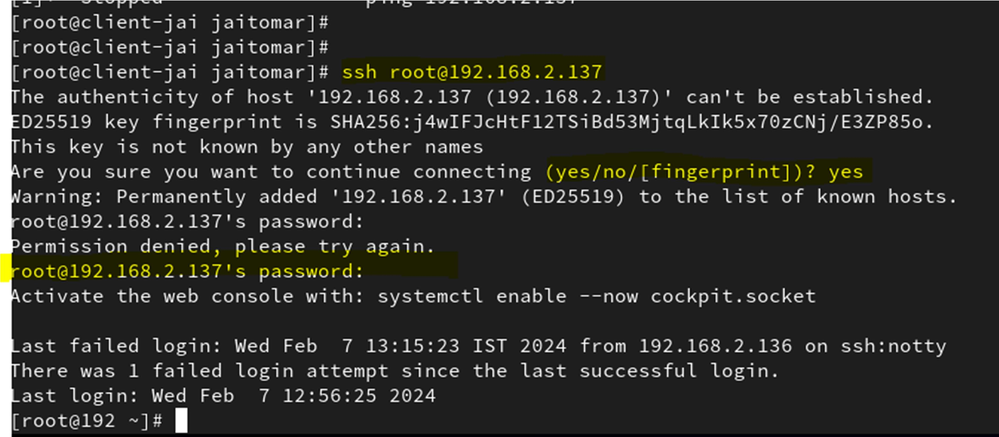 [1]+  Stopped                 ping 192.168.2.137
[root@client-jai jaitomar]#
[root@client-jai jaitomar]#
[root@client-jai jaitomar]# ssh root@192.168.2.137
The authenticity of host '192.168.2.137 (192.168.2.137)' can't be established.
ED25519 key fingerprint is SHA256:j4wIFJcHtF12TSiBd53MjtqLkIk5x70zCNj/E3ZP85o.
This key is not known by any other names
Are you sure you want to continue connecting (yes/no/[fingerprint])? yes
Warning: Permanently added '192.168.2.137' (ED25519) to the list of known hosts.
root@192.168.2.137's password:
Permission denied, please try again.
root@192.168.2.137's password:
Activate the web console with: systemctl enable --now cockpit.socket

Last failed login: Wed Feb  7 13:15:23 IST 2024 from 192.168.2.136 on ssh:notty
There was 1 failed login attempt since the last successful login.
Last login: Wed Feb  7 12:56:25 2024
[root@192 ~]#